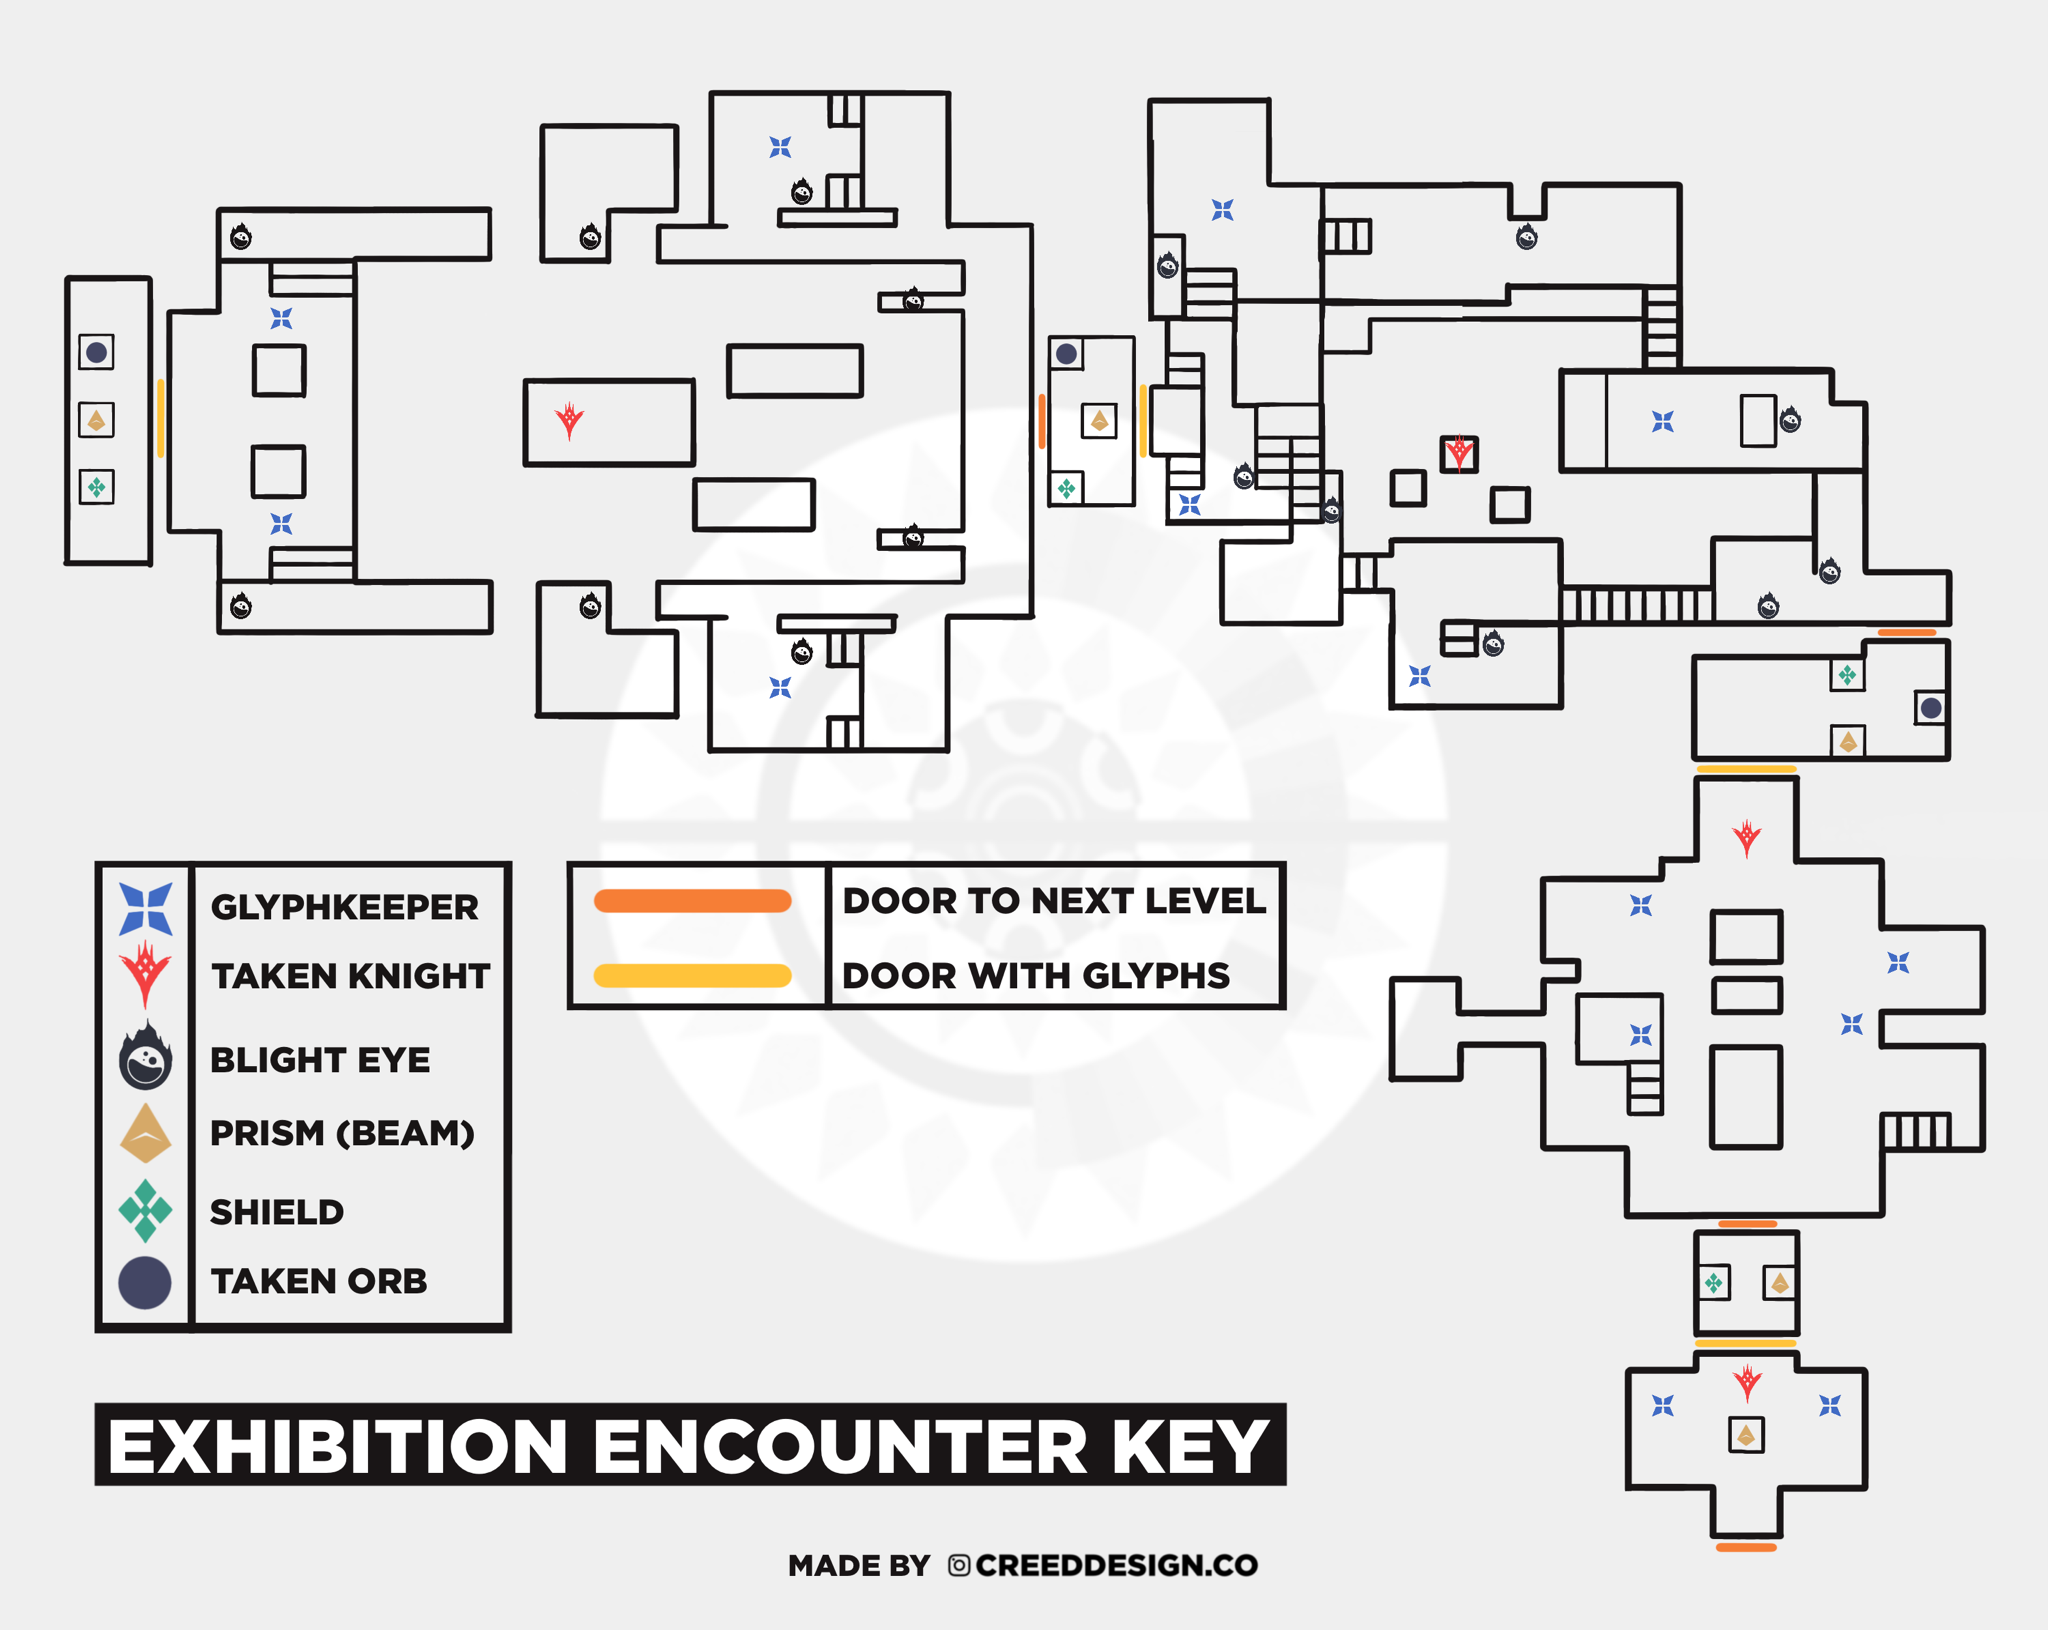 GLYPHKEEPER
TAKEN KNIGHT
BLIGHT EYE
PRISM (BEAM)
SHIELD
TAKEN ORB
DOOR TO NEXT LEVEL
DOOR WITH GLYPHS
EXHIBITION ENCOUNTER KEY
MADE BY CREEDDESIGN.CO